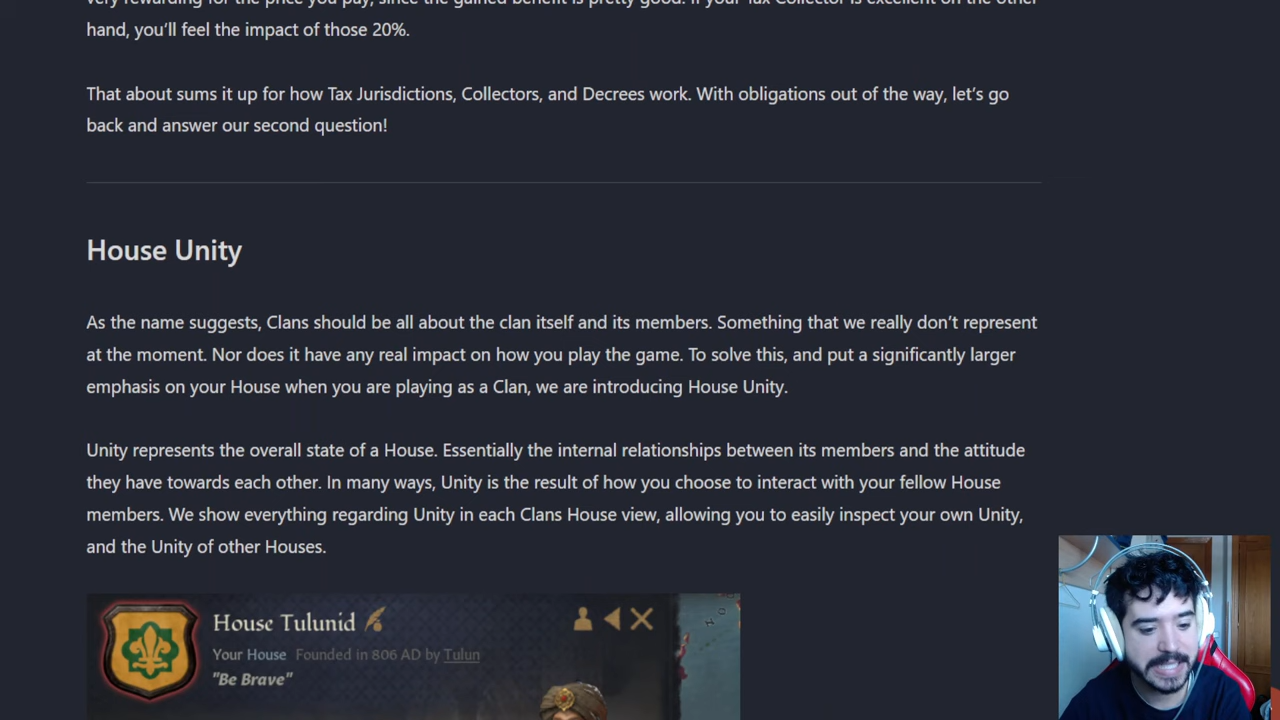 very rewarding for the price you pay, since the gained benefit is pretty good. If your Tax Collector is excellent on the other
hand, you'll feel the impact of those 20%.
That about sums it up for how Tax Jurisdictions, Collectors, and Decrees work. With obligations out of the way, let's go
back and answer our second question!
House Unity
As the name suggests, Clans should be all about the clan itself and its members. Something that we really don't represent
at the moment. Nor does it have any real impact on how you play the game. To solve this, and put a significantly larger
emphasis on your House when you are playing as a Clan, we are introducing House Unity.
Unity represents the overall state of a House. Essentially the internal relationships between its members and the attitude
they have towards each other. In many ways, Unity is the result of how you choose to interact with your fellow House
members. We show everything regarding Unity in each Clans House view, allowing you to easily inspect your own Unity,
and the Unity of other Houses.
House Tulunid
Your House Founded in 806 AD by Tulun
"Be Brave"